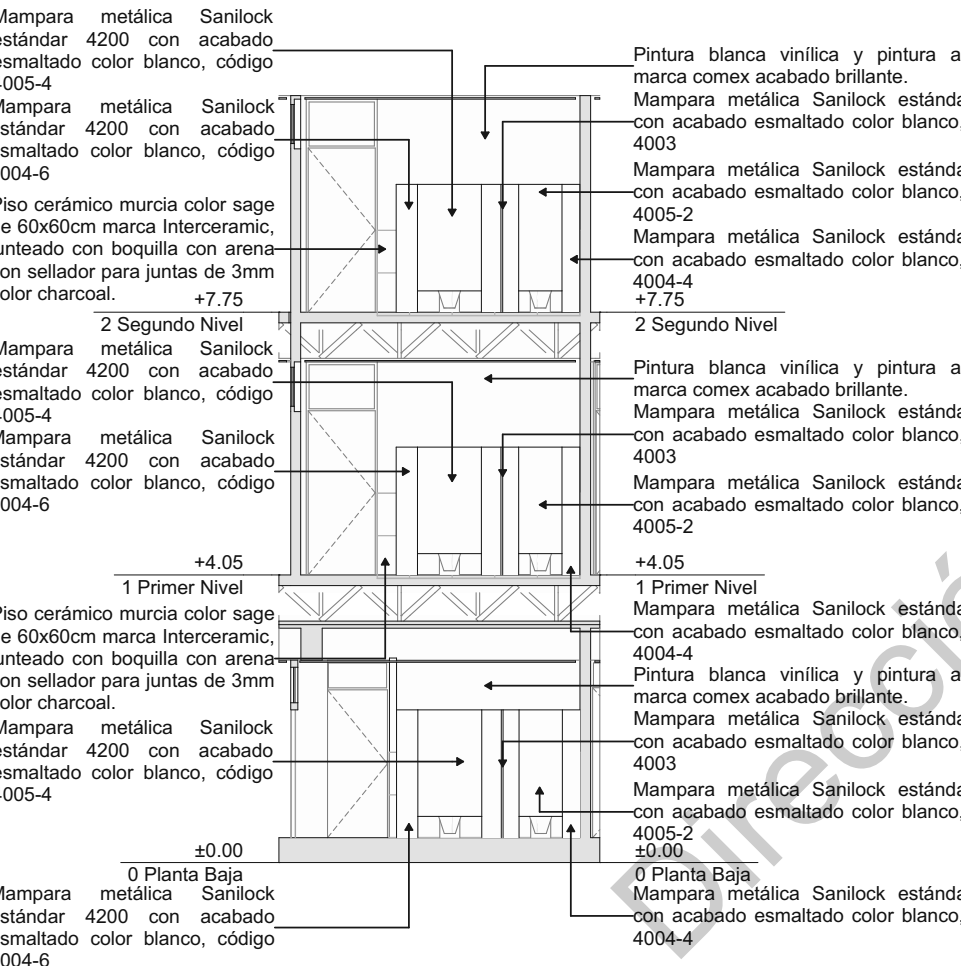 Mampara metálica Sanilock
estándar 4200 con acabado
esmaltado color blanco, código
4005-4
Mampara metálica Sanilock
estándar 4200 con acabado
esmaltado color blanco, código
4004-6
Piso cerámico murcia color sage
de 60x60cm marca Interceramic,
junteado con boquilla con arena
con sellador para juntas de 3mm
color charcoal.
+7.75
2 Segundo Nivel
Mampara metálica Sanilock
estándar 4200 con acabado
esmaltado color blanco, código
4005-4
Mampara metálica Sanilock
estándar 4200 con acabado
esmaltado color blanco, código
4004-6
+4.05
1 Primer Nivel
Piso cerámico murcia color sage
de 60x60cm marca Interceramic,
junteado con boquilla con arena
con sellador para juntas de 3mm
color charcoal.
Mampara metálica Sanilock
estándar 4200 con acabado
esmaltado color blanco, código
4005-4
±0.00
0 Planta Baja
Mampara metálica Sanilock
estándar 4200 con acabado
esmaltado color blanco, código
4004-6
Pintura blanca vinílica y pintura a
marca comex acabado brillante.
Mampara metálica Sanilock estánda
con acabado esmaltado color blanco,
4003
Mampara metálica Sanilock estánda
con acabado esmaltado color blanco,
4005-2
Mampara metálica Sanilock estánda
con acabado esmaltado color blanco,
4004-4
+7.75
2 Segundo Nivel
Pintura blanca vinílica y pintura a
marca comex acabado brillante.
Mampara metálica Sanilock estánda
con acabado esmaltado color blanco,
4003
Mampara metálica Sanilock estánda
con acabado esmaltado color blanco,
4005-2
+4.05
1 Primer Nivel
Mampara metálica Sanilock estánda
con acabado esmaltado color blanco,
4004-4
Pintura blanca vinílica y pintura a
marca comex acabado brillante.
Mampara metálica Sanilock estánda
con acabado esmaltado color blanco,
4003
Mampara metálica Sanilock estánda
con acabado esmaltado color blanco,
4005-2
±0.00
0 Planta Baja
Mampara metálica Sanilock estánda
con acabado esmaltado color blanco,
4004-4
Direcció